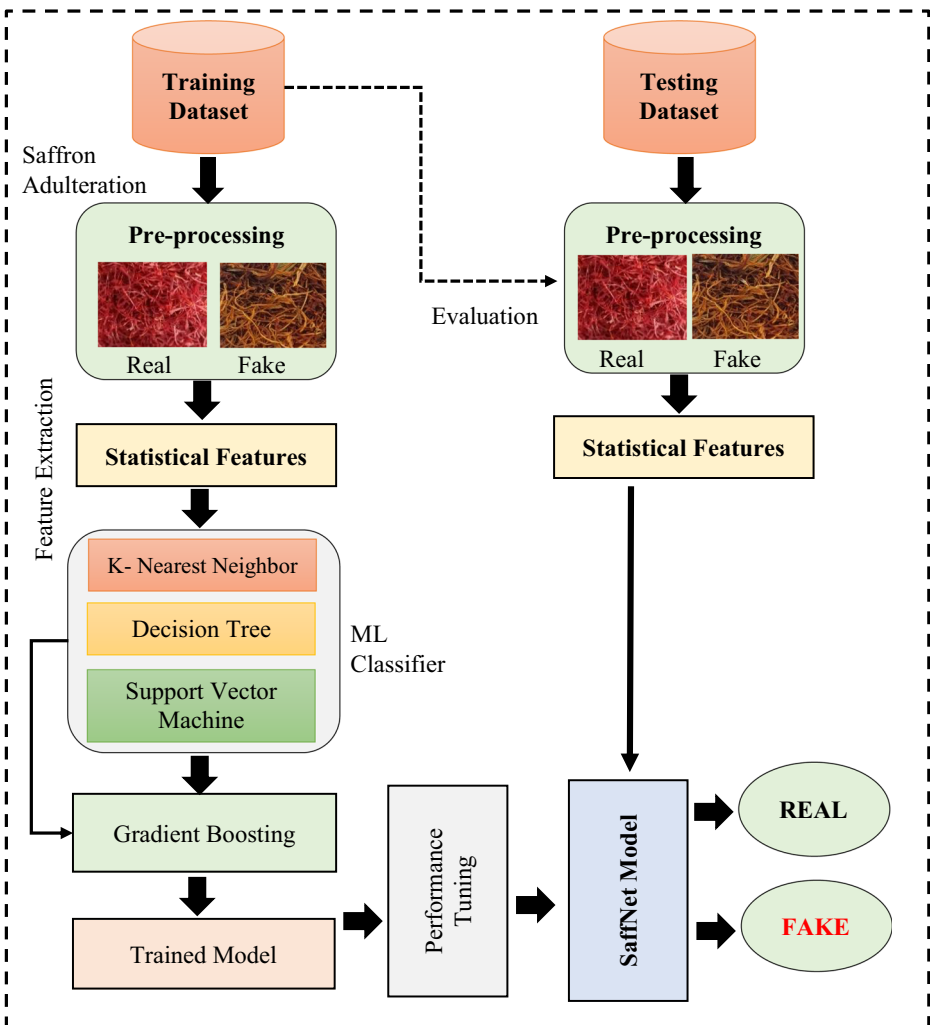 Training
Dataset
Testing
Dataset
Saffron
Adulteration
Pre-processing
Real
Fake
Pre-processing
Real
Fake
Evaluation
Feature Extraction
Statistical Features
Statistical Features
K- Nearest Neighbor
Decision Tree
Support Vector
Machine
ML
Classifier
Gradient Boosting
Trained Model
Performance
Tuning
SaffNet Model
REAL
FAKE